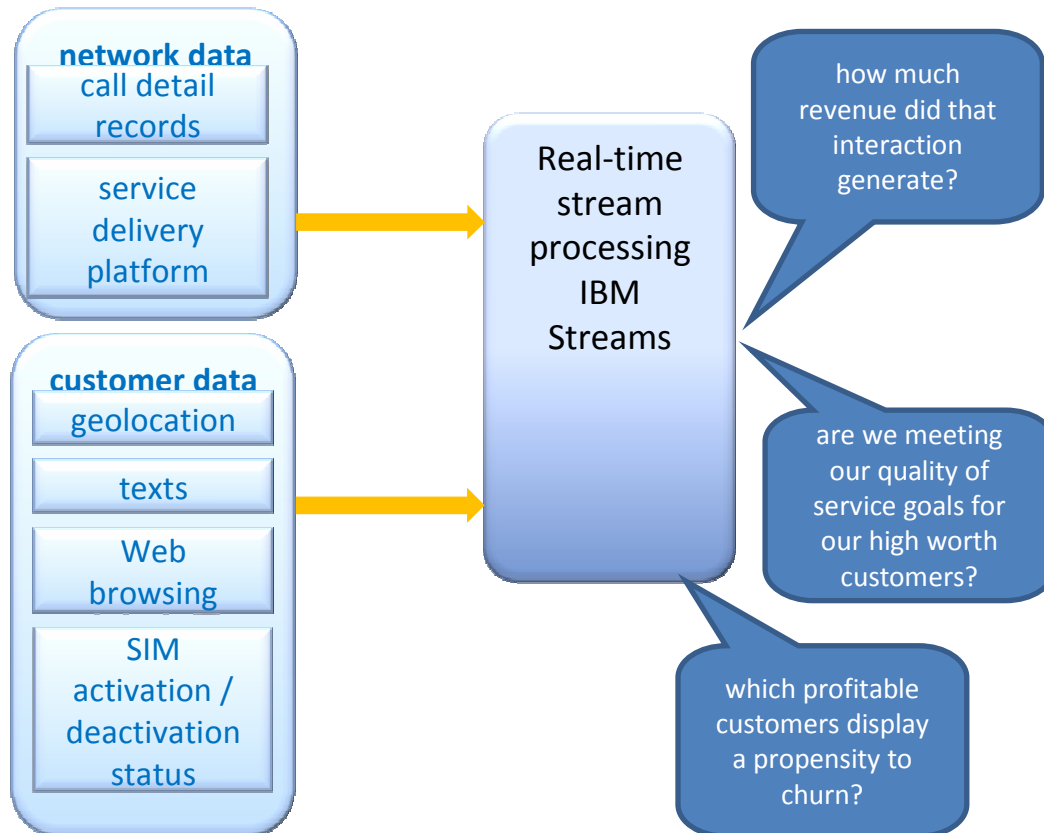 network data
call detail
records
service
delivery
platform
customer data
geolocation
texts
Web
browsing
SIM
activation /
deactivation
status
Real-time
stream
processing
IBM
Streams
how much
revenue did that
interaction
generate?
are we meeting
our quality of
service goals for
our high worth
customers?
which profitable
customers display
a propensity to
churn?